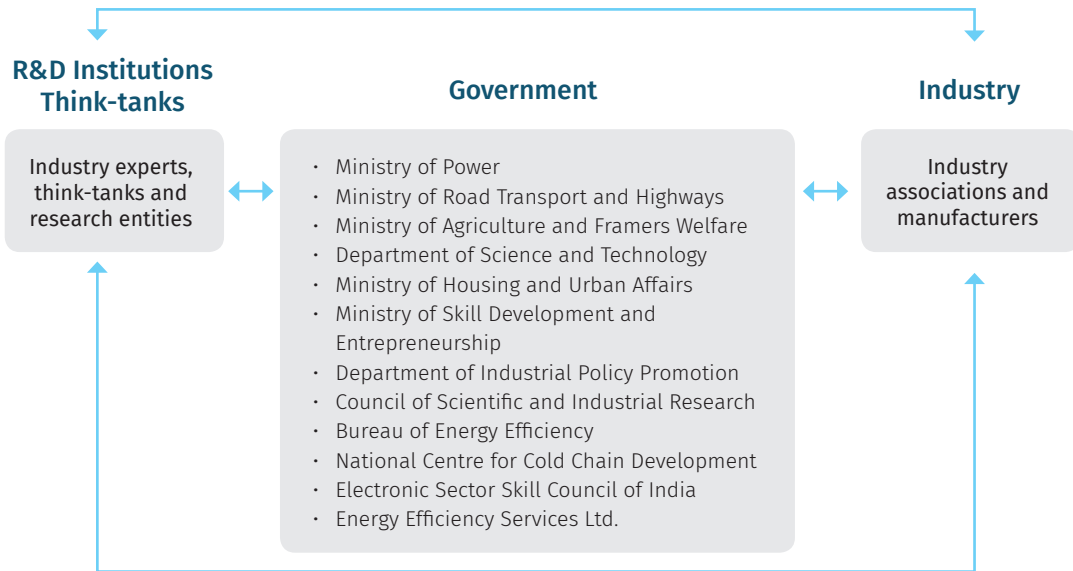 R&D Institutions
Think-tanks
Industry experts,
think-tanks and
research entities
Government
· Ministry of Power
· Ministry of Road Transport and Highways
· Ministry of Agriculture and Framers Welfare
· Department of Science and Technology
· Ministry of Housing and Urban Affairs
· Ministry of Skill Development and
Entrepreneurship
· Department of Industrial Policy Promotion
· Council of Scientific and Industrial Research
· Bureau of Energy Efficiency
· National Centre for Cold Chain Development
· Electronic Sector Skill Council of India
· Energy Efficiency Services Ltd.
Industry
Industry
associations and
manufacturers